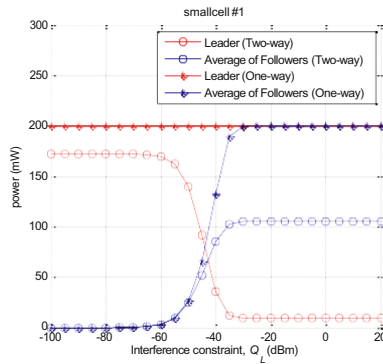 smallcell #1
Leader (Two-way)
Average of Followers (Two-way)
Leader (One-way)
Average of Followers (One-way)
power (mW)
300
250
200
150
100
50
0
-100
-80
-60
-40
-20
0
20
Interference constraint, Q_L (dBm)